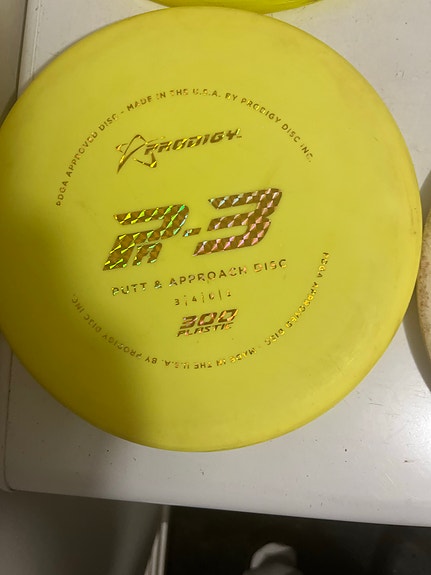 PDGA APPROVED DISC - MADE IN THE U.S.A. BY PRODIGY DISC INC.
PRODIGY
PA-3
PUTT & APPROACH DISC
3|4|0|1
300
PLASTIC
PDGA APPROVED DISC - MADE IN THE U.S.A. BY PRODIGY DISC INC.